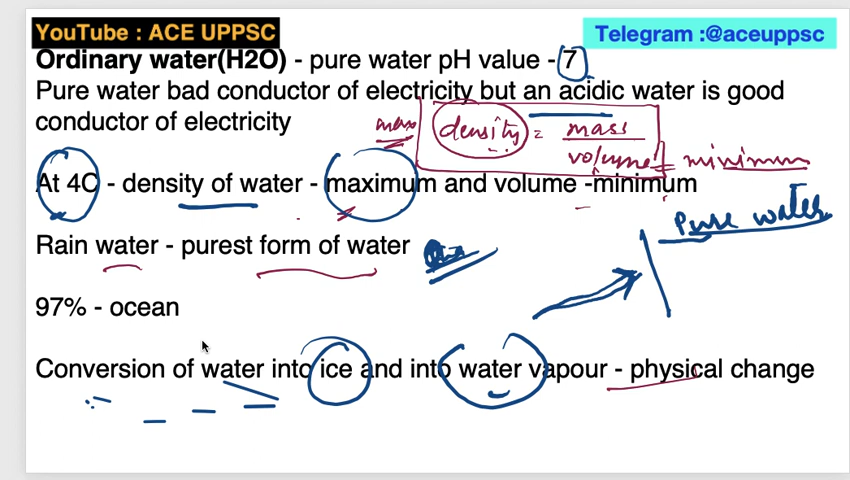 YouTube : ACE UPPSC
Telegram :@aceuppsc
Ordinary water(H2O) - pure water pH value - 7
Pure water bad conductor of electricity but an acidic water is good
conductor of electricity
max density = mass
volume = minimum
At 4C - density of water - maximum and volume -minimum
Pure water
Rain water - purest form of water
97% - ocean
Conversion of water into ice and into water vapour - physical change